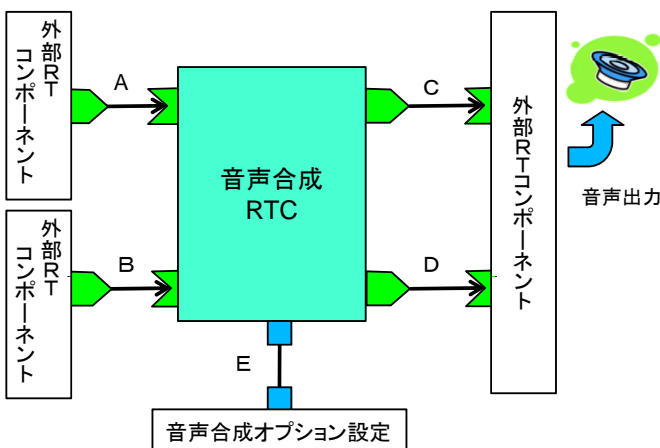 外部RT
コンポーネント
A
外部RT
コンポーネント
B
音声合成
RTC
C
D
外部RTコンポーネント
音声出力
E
音声合成オプション設定